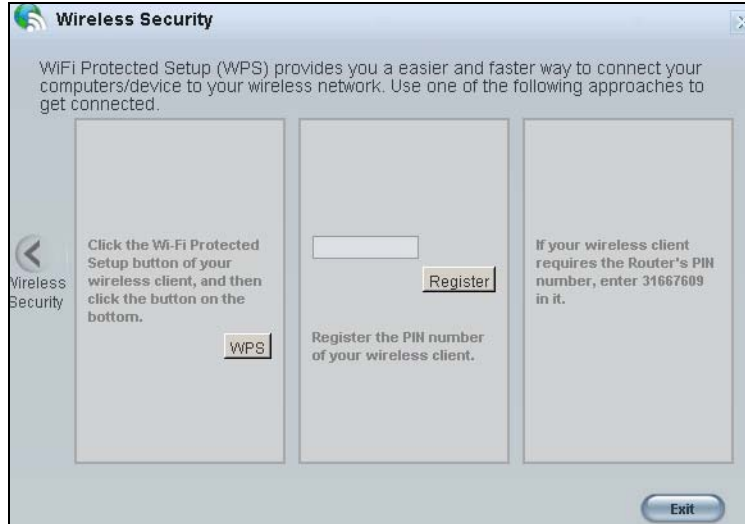 Wireless Security
WiFi Protected Setup (WPS) provides you a easier and faster way to connect your
computers/device to your wireless network. Use one of the following approaches to
get connected.
Wireless
Security
Click the Wi-Fi Protected
Setup button of your
wireless client, and then
click the button on the
bottom.
WPS
Register
Register the PIN number
of your wireless client.
If your wireless client
requires the Router's PIN
number, enter 31667609
in it.
Exit